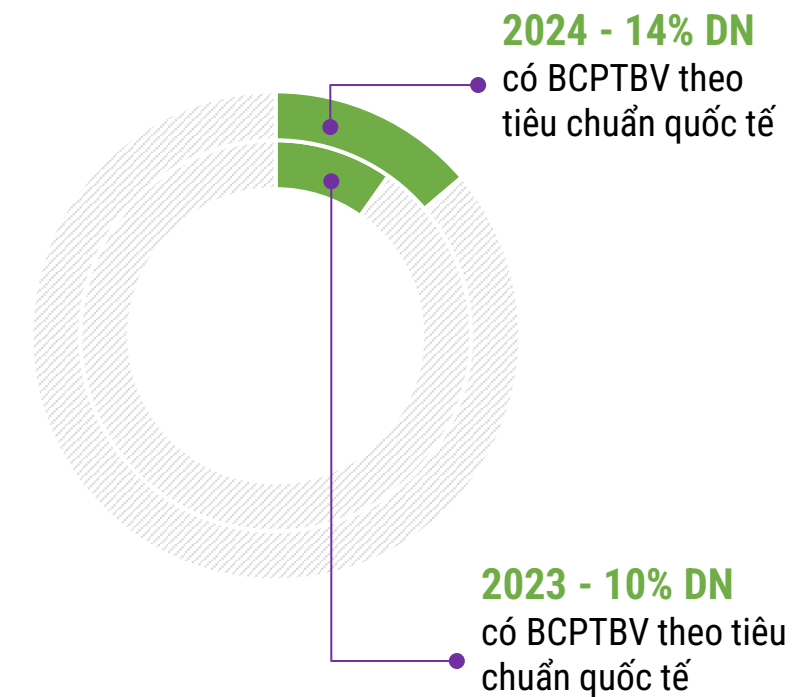 2024 - 14% DN
có BCPTBV theo
tiêu chuẩn quốc tế
2023 - 10% DN
có BCPTBV theo tiêu
chuẩn quốc tế